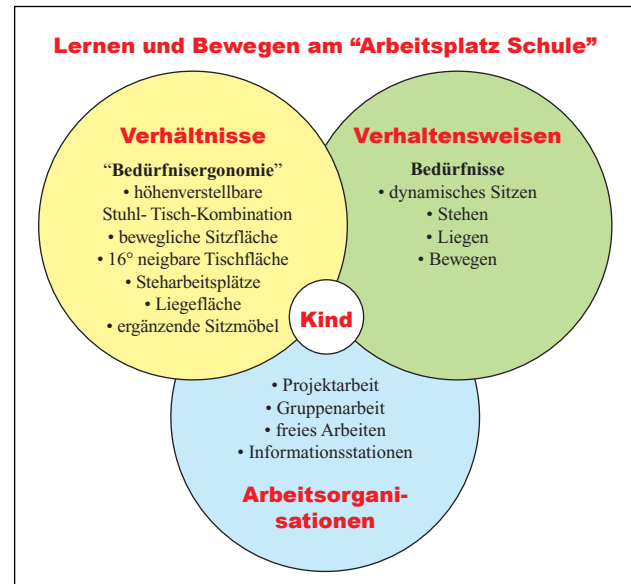 Lernen und Bewegen am “Arbeitsplatz Schule”
Verhältnisse
“Bedürfnisergonomie”
• höhenverstellbare
Stuhl- Tisch-Kombination
• bewegliche Sitzfläche
• 16° neigbare Tischfläche
• Steharbeitsplätze
• Liegefläche
• ergänzende Sitzmöbel
Verhaltensweisen
Bedürfnisse
• dynamisches Sitzen
• Stehen
• Liegen
• Bewegen
Kind
• Projektarbeit
• Gruppenarbeit
• freies Arbeiten
• Informationsstationen
Arbeitsorgani-
sationen